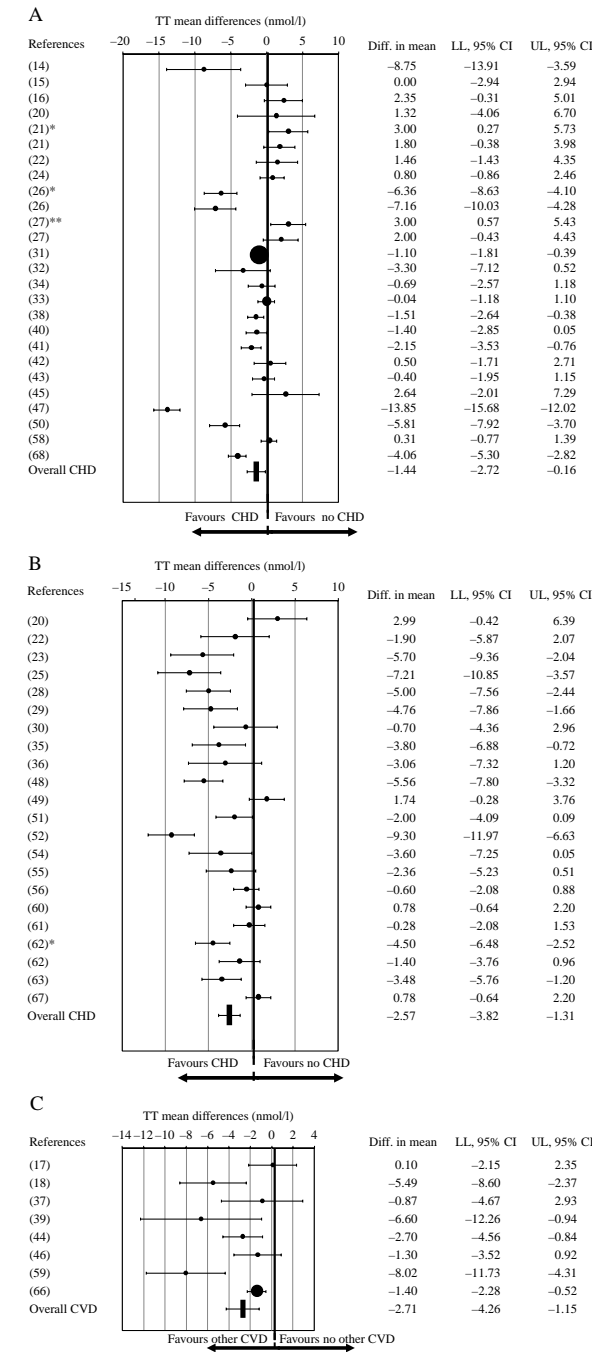 A
TT mean differences (nmol/l)
References –20 –15 –10 –5 0 5 10 Diff. in mean LL, 95% CI UL, 95% CI
(14) –8.75 –13.91 –3.59
(15) 0.00 –2.94 2.94
(16) 2.35 –0.31 5.01
(20) 1.32 –4.06 6.70
(21)* 3.00 0.27 5.73
(21) 1.80 –0.38 3.98
(22) 1.46 –1.43 4.35
(24) 0.80 –0.86 2.46
(26)* –6.36 –8.63 –4.10
(26) –7.16 –10.03 –4.28
(27)** 3.00 0.57 5.43
(27) 2.00 –0.43 4.43
(31) –1.10 –1.81 –0.39
(32) –3.30 –7.12 0.52
(34) –0.69 –2.57 1.18
(33) –0.04 –1.18 1.10
(38) –1.51 –2.64 –0.38
(40) –1.40 –2.85 0.05
(41) –2.15 –3.53 –0.76
(42) 0.50 –1.71 2.71
(43) –0.40 –1.95 1.15
(45) 2.64 –2.01 7.29
(47) –13.85 –15.68 –12.02
(50) –5.81 –7.92 –3.70
(58) 0.31 –0.77 1.39
(68) –4.06 –5.30 –2.82
Overall CHD –1.44 –2.72 –0.16
Favours CHD Favours no CHD
B
TT mean differences (nmol/l)
References –15 –10 –5 0 5 10 Diff. in mean LL, 95% CI UL, 95% CI
(20) 2.99 –0.42 6.39
(22) –1.90 –5.87 2.07
(23) –5.70 –9.36 –2.04
(25) –7.21 –10.85 –3.57
(28) –5.00 –7.56 –2.44
(29) –4.76 –7.86 –1.66
(30) –0.70 –4.36 2.96
(35) –3.80 –6.88 –0.72
(36) –3.06 –7.32 1.20
(48) –5.56 –7.80 –3.32
(49) 1.74 –0.28 3.76
(51) –2.00 –4.09 0.09
(52) –9.30 –11.97 –6.63
(54) –3.60 –7.25 0.05
(55) –2.36 –5.23 0.51
(56) –0.60 –2.08 0.88
(60) 0.78 –0.64 2.20
(61) –0.28 –2.08 1.53
(62)* –4.50 –6.48 –2.52
(62) –1.40 –3.76 0.96
(63) –3.48 –5.76 –1.20
(67) 0.78 –0.64 2.20
Overall CHD –2.57 –3.82 –1.31
Favours CHD Favours no CHD
C
TT mean differences (nmol/l)
References –14 –12 –10 –8 –6 –4 –2 0 2 4 Diff. in mean LL, 95% CI UL, 95% CI
(17) 0.10 –2.15 2.35
(18) –5.49 –8.60 –2.37
(37) –0.87 –4.67 2.93
(39) –6.60 –12.26 –0.94
(44) –2.70 –4.56 –0.84
(46) –1.30 –3.52 0.92
(59) –8.02 –11.73 –4.31
(66) –1.40 –2.28 –0.52
Overall CVD –2.71 –4.26 –1.15
Favours other CVD Favours no other CVD